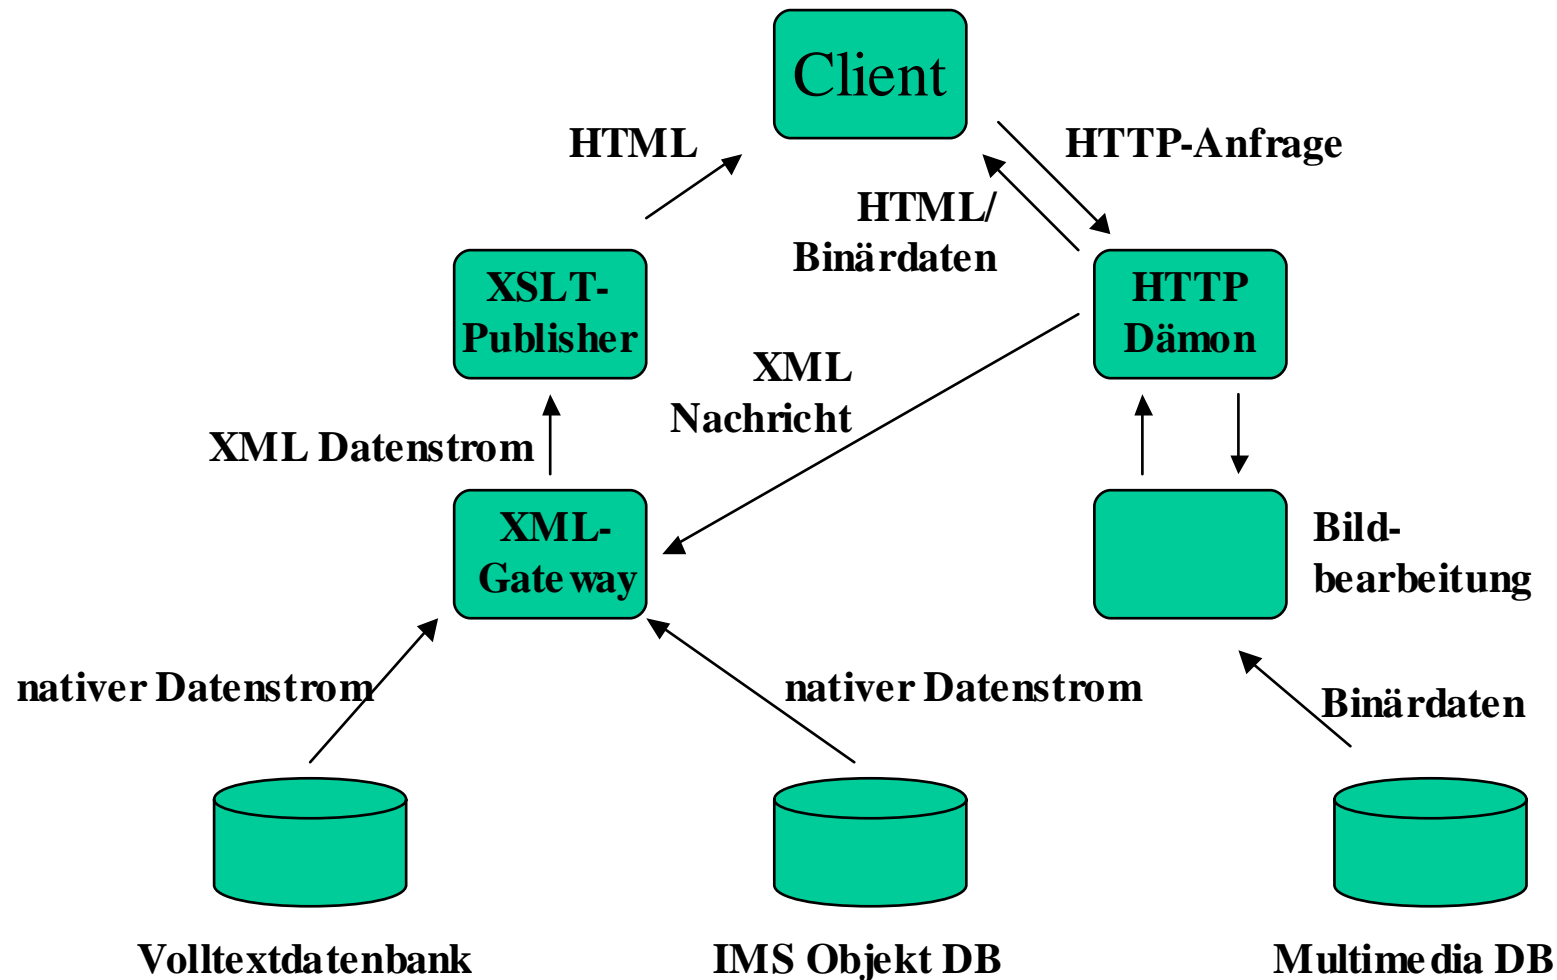 Client
HTML
HTTP-Anfrage
HTML/
Binärdaten
XSLT-
Publisher
HTTP
Dämon
XML
Nachricht
XML Datenstrom
XML-
Gateway
Bild-
bearbeitung
nativer Datenstrom
nativer Datenstrom
Binärdaten
Volltextdatenbank
IMS Objekt DB
Multimedia DB